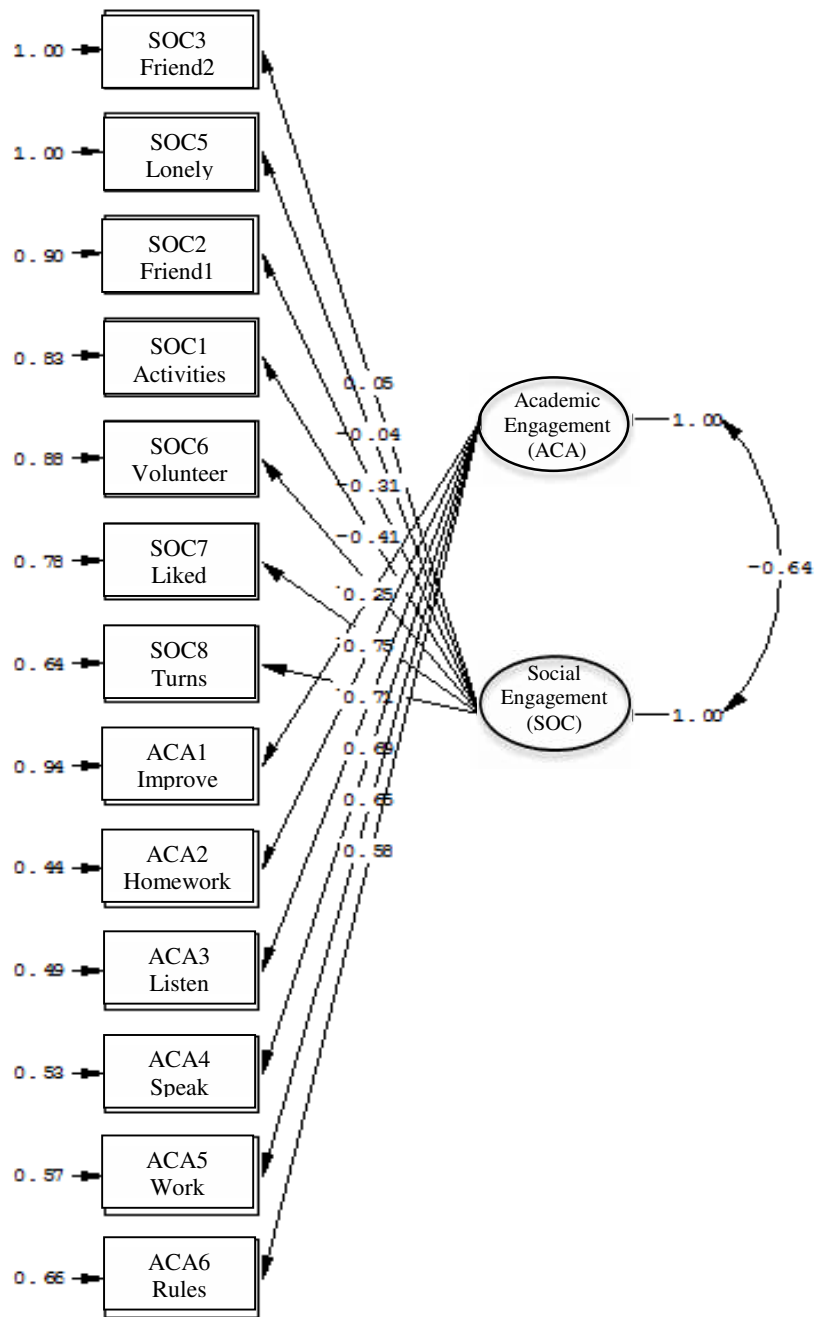 1.00
SOC3
Friend2
1.00
SOC5
Lonely
0.90
SOC2
Friend1
0.83
SOC1
Activities
0.88
SOC6
Volunteer
0.78
SOC7
Liked
0.64
SOC8
Turns
0.94
ACA1
Improve
0.44
ACA2
Homework
0.49
ACA3
Listen
0.53
ACA4
Speak
0.57
ACA5
Work
0.66
ACA6
Rules
0.05
-0.04
-0.31
-0.41
0.25
0.75
0.71
0.69
0.65
0.58
Academic
Engagement
(ACA)
1.00
-0.64
Social
Engagement
(SOC)
1.00